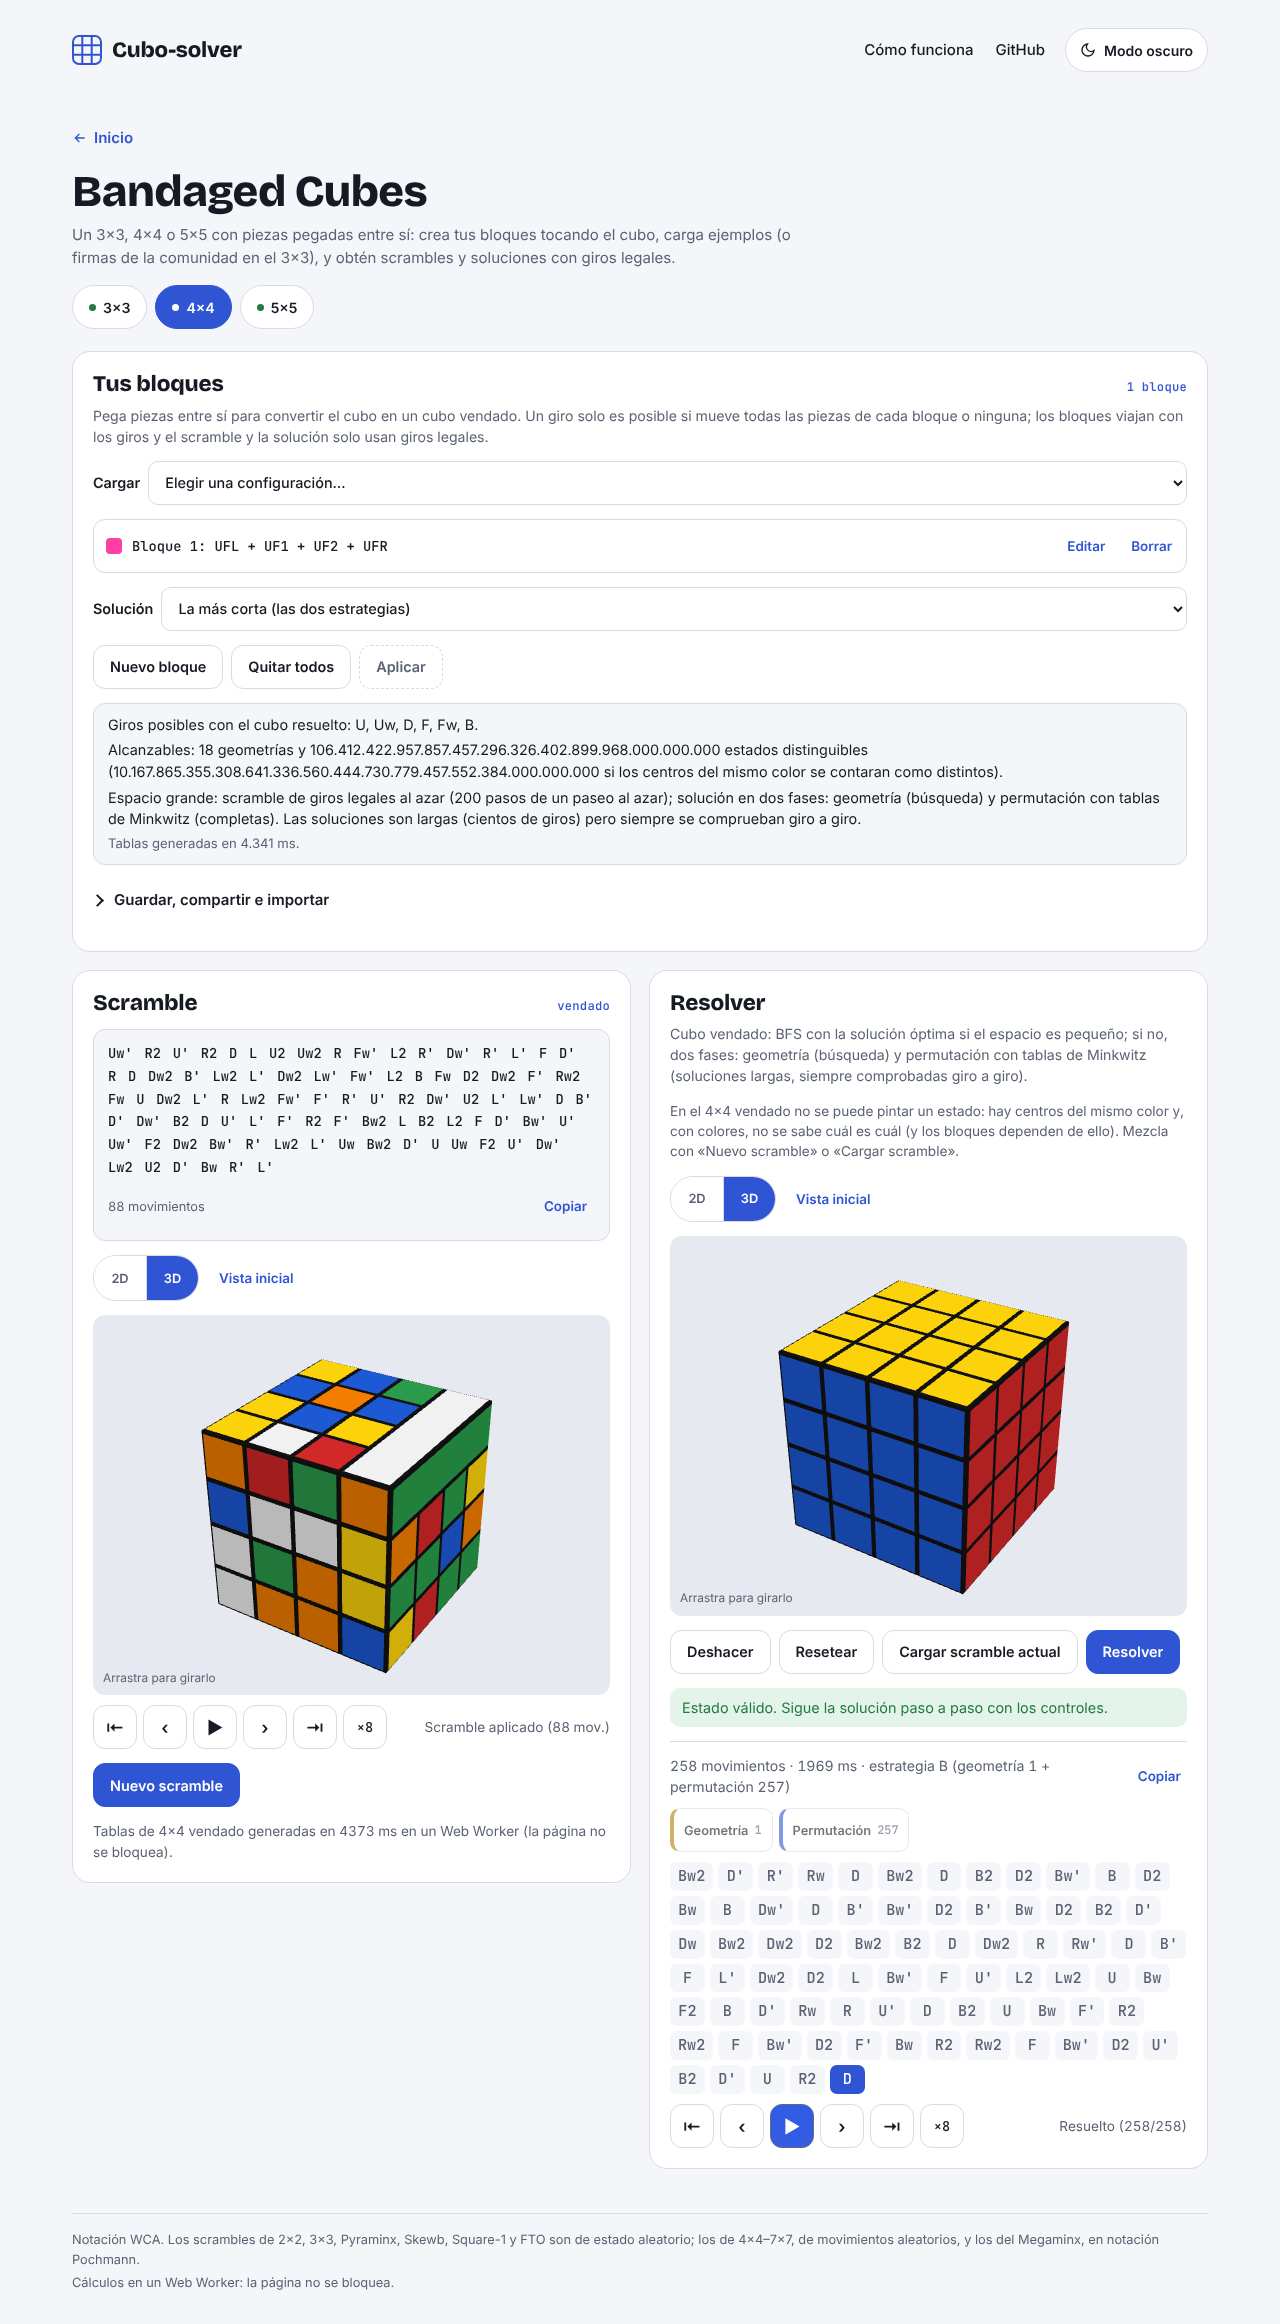 Cubo-solver
Cómo funciona
GitHub
Modo oscuro
← Inicio
Bandaged Cubes
Un 3×3, 4×4 o 5×5 con piezas pegadas entre sí: crea tus bloques tocando el cubo, carga ejemplos (o
firmas de la comunidad en el 3×3), y obtén scrambles y soluciones con giros legales.
3×3
4×4
5×5
Tus bloques
1 bloque
Pega piezas entre sí para convertir el cubo en un cubo vendado. Un giro solo es posible si mueve todas las piezas de cada bloque o ninguna; los bloques viajan con
los giros y el scramble y la solución solo usan giros legales.
Cargar
Elegir una configuración...
Bloque 1: UFL + UF1 + UF2 + UFR
Editar
Borrar
Solución
La más corta (las dos estrategias)
Nuevo bloque
Quitar todos
Aplicar
Giros posibles con el cubo resuelto: U, Uw, D, F, Fw, B.
Alcanzables: 18 geometrías y 106.412.422.957.857.457.296.326.402.899.968.000.000.000 estados distinguibles
(10.167.865.355.308.641.336.560.444.730.779.457.552.384.000.000.000 si los centros del mismo color se contaran como distintos).
Espacio grande: scramble de giros legales al azar (200 pasos de un paseo al azar); solución en dos fases: geometría (búsqueda) y permutación con tablas
de Minkwitz (completas). Las soluciones son largas (cientos de giros) pero siempre se comprueban giro a giro.
Tablas generadas en 4.341 ms.
Guardar, compartir e importar
Scramble
vendado
Uw' R2 U' R2 D L U2 Uw2 R Fw' L2 R' Dw' R' L' F D'
R D Dw2 B' Lw2 L' Dw2 Lw' Fw' L2 B Fw D2 Dw2 F' Rw2
Fw U Dw2 L' R Lw2 Fw' F' R' U' R2 Dw' U2 L' Lw' D B'
D' Dw' B2 D U' L' F' R2 F' Bw2 L B2 L2 F D' Bw' U'
Uw' F2 Dw2 Bw' R' Lw2 L' Uw Bw2 D' U Uw F2 U' Dw'
Lw2 U2 D' Bw R' L'
88 movimientos
Copiar
2D
3D
Vista inicial
Arrastra para girarlo
×8
Scramble aplicado (88 mov.)
Nuevo scramble
Tablas de 4×4 vendado generadas en 4373 ms en un Web Worker (la página no
se bloquea).
Resolver
Cubo vendado: BFS con la solución óptima si el espacio es pequeño; si no,
dos fases: geometría (búsqueda) y permutación con tablas de Minkwitz
(soluciones largas, siempre comprobadas giro a giro).
En el 4×4 vendado no se puede pintar un estado: hay centros del mismo color y,
con colores, no se sabe cuál es cuál (y los bloques dependen de ello). Mezcla
con «Nuevo scramble» o «Cargar scramble».
2D
3D
Vista inicial
Arrastra para girarlo
Deshacer
Resetear
Cargar scramble actual
Resolver
Estado válido. Sigue la solución paso a paso con los controles.
258 movimientos · 1969 ms · estrategia B (geometría 1 +
permutación 257)
Copiar
Geometría 1
Permutación 257
Bw2 D' R' Rw D Bw2 D B2 D2 Bw' B D2
Bw B Dw' D B' Bw' D2 B' Bw D2 B2 D'
Dw Bw2 Dw2 D2 Bw2 B2 D Dw2 R Rw' D B'
F L' Dw2 D2 L Bw' F U' L2 Lw2 U Bw
F2 B D' Rw R U' D B2 U Bw F' R2
Rw2 F Bw' D2 F' Bw R2 Rw2 F Bw' D2 U'
B2 D' U R2 D
×8
Resuelto (258/258)
Notación WCA. Los scrambles de 2×2, 3×3, Pyraminx, Skewb, Square-1 y FTO son de estado aleatorio; los de 4×4–7×7, de movimientos aleatorios, y los del Megaminx, en notación
Pochmann.
Cálculos en un Web Worker: la página no se bloquea.